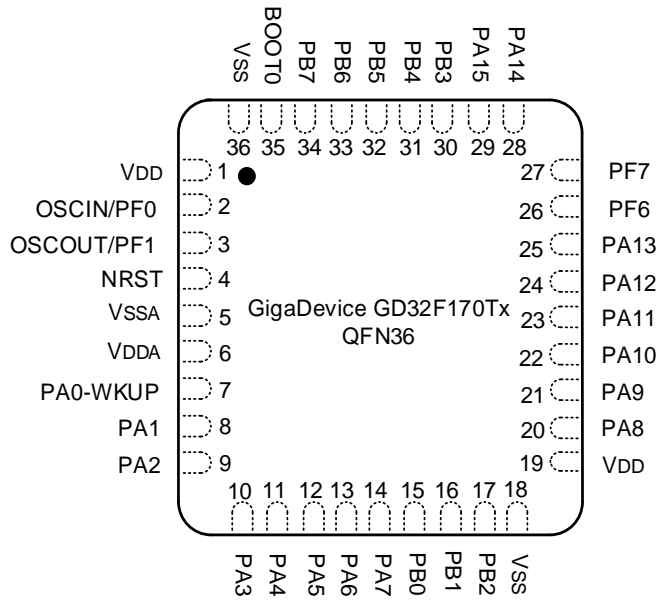 VSS
BOOT0
PB7
PB6
PB5
PB4
PB3
PA15
PA14
36 35 34 33 32 31 30 29 28
VDD 1 27 PF7
OSCIN/PF0 2 26 PF6
OSCOUT/PF1 3 25 PA13
NRST 4 24 PA12
VSSA 5 GigaDevice GD32F170Tx 23 PA11
QFN36
VDDA 6 22 PA10
PA0-WKUP 7 21 PA9
PA1 8 20 PA8
PA2 9 19 VDD
10 11 12 13 14 15 16 17 18
PA3
PA4
PA5
PA6
PA7
PB0
PB1
PB2
VSS